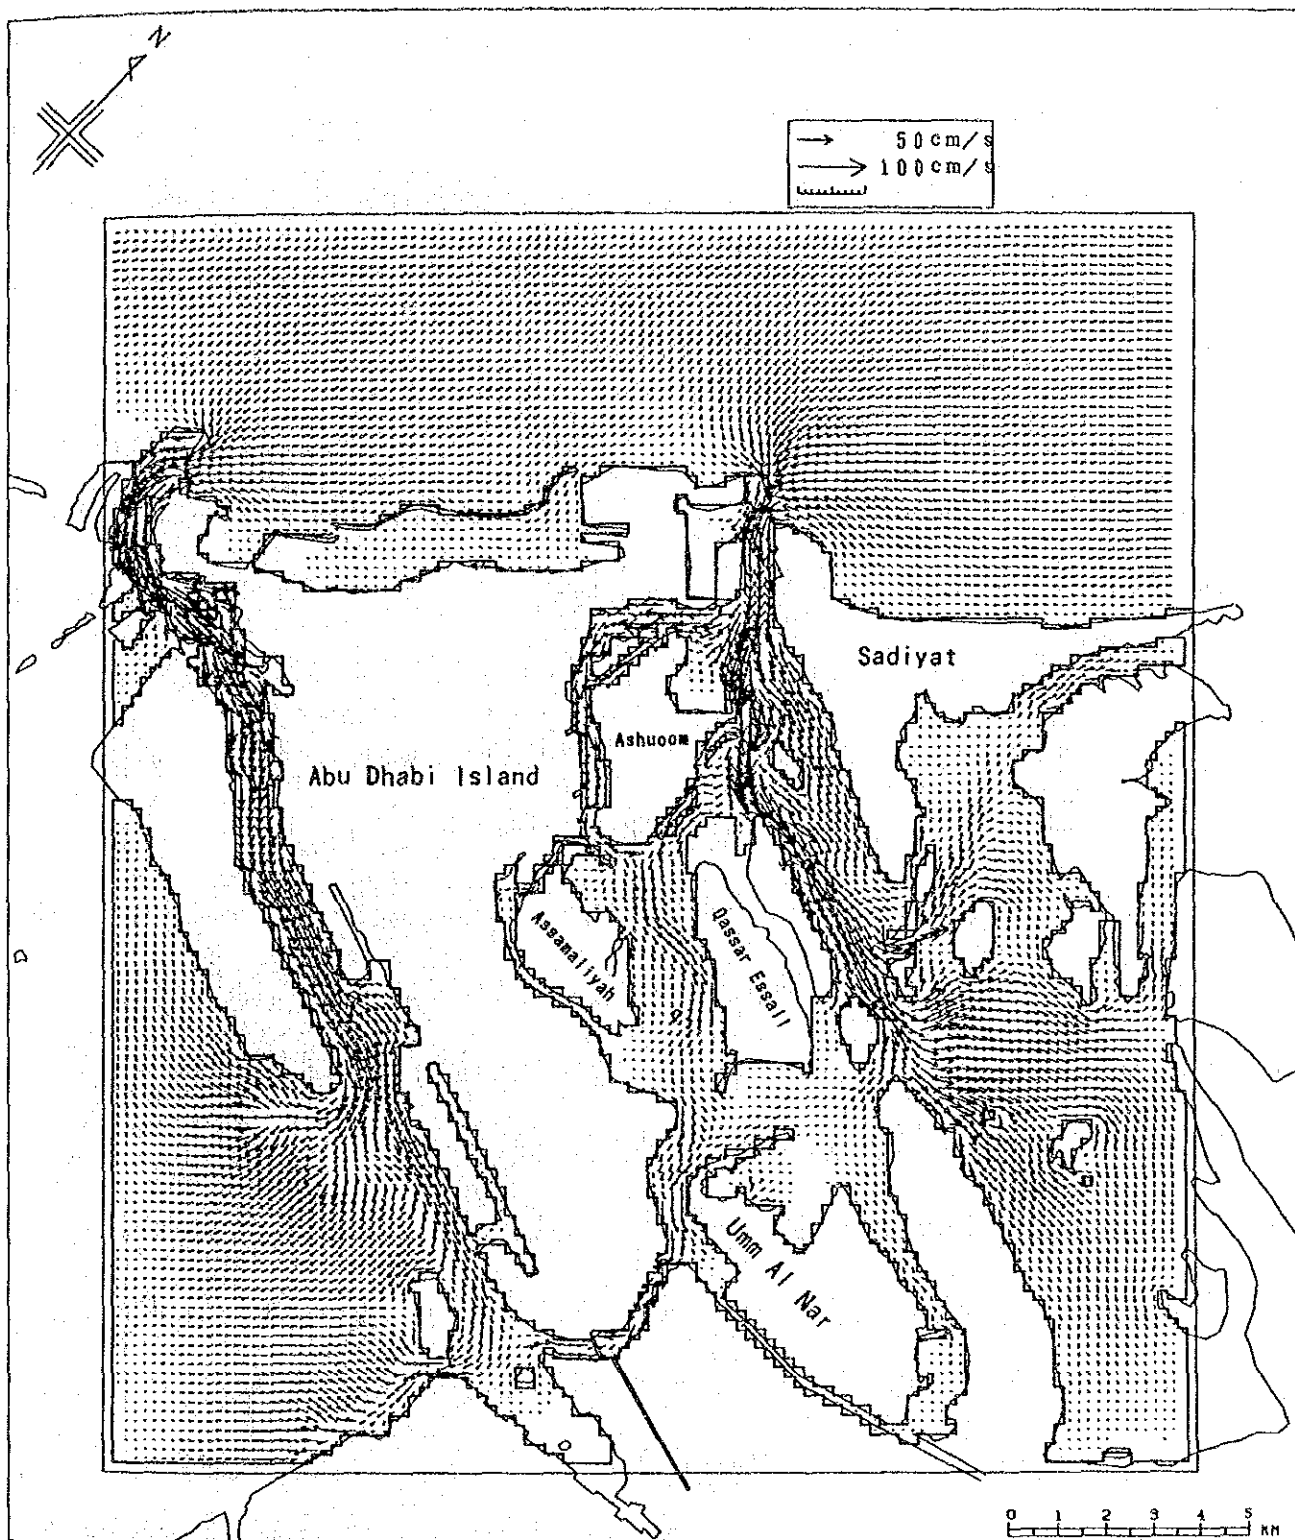 N
50cm/s
100cm/s
Sadiyat
Ashuoom
Abu Dhabi Island
Assamaliyah
Qassar Essali
Umm Al Nar
0 1 2 3 4 5 KM